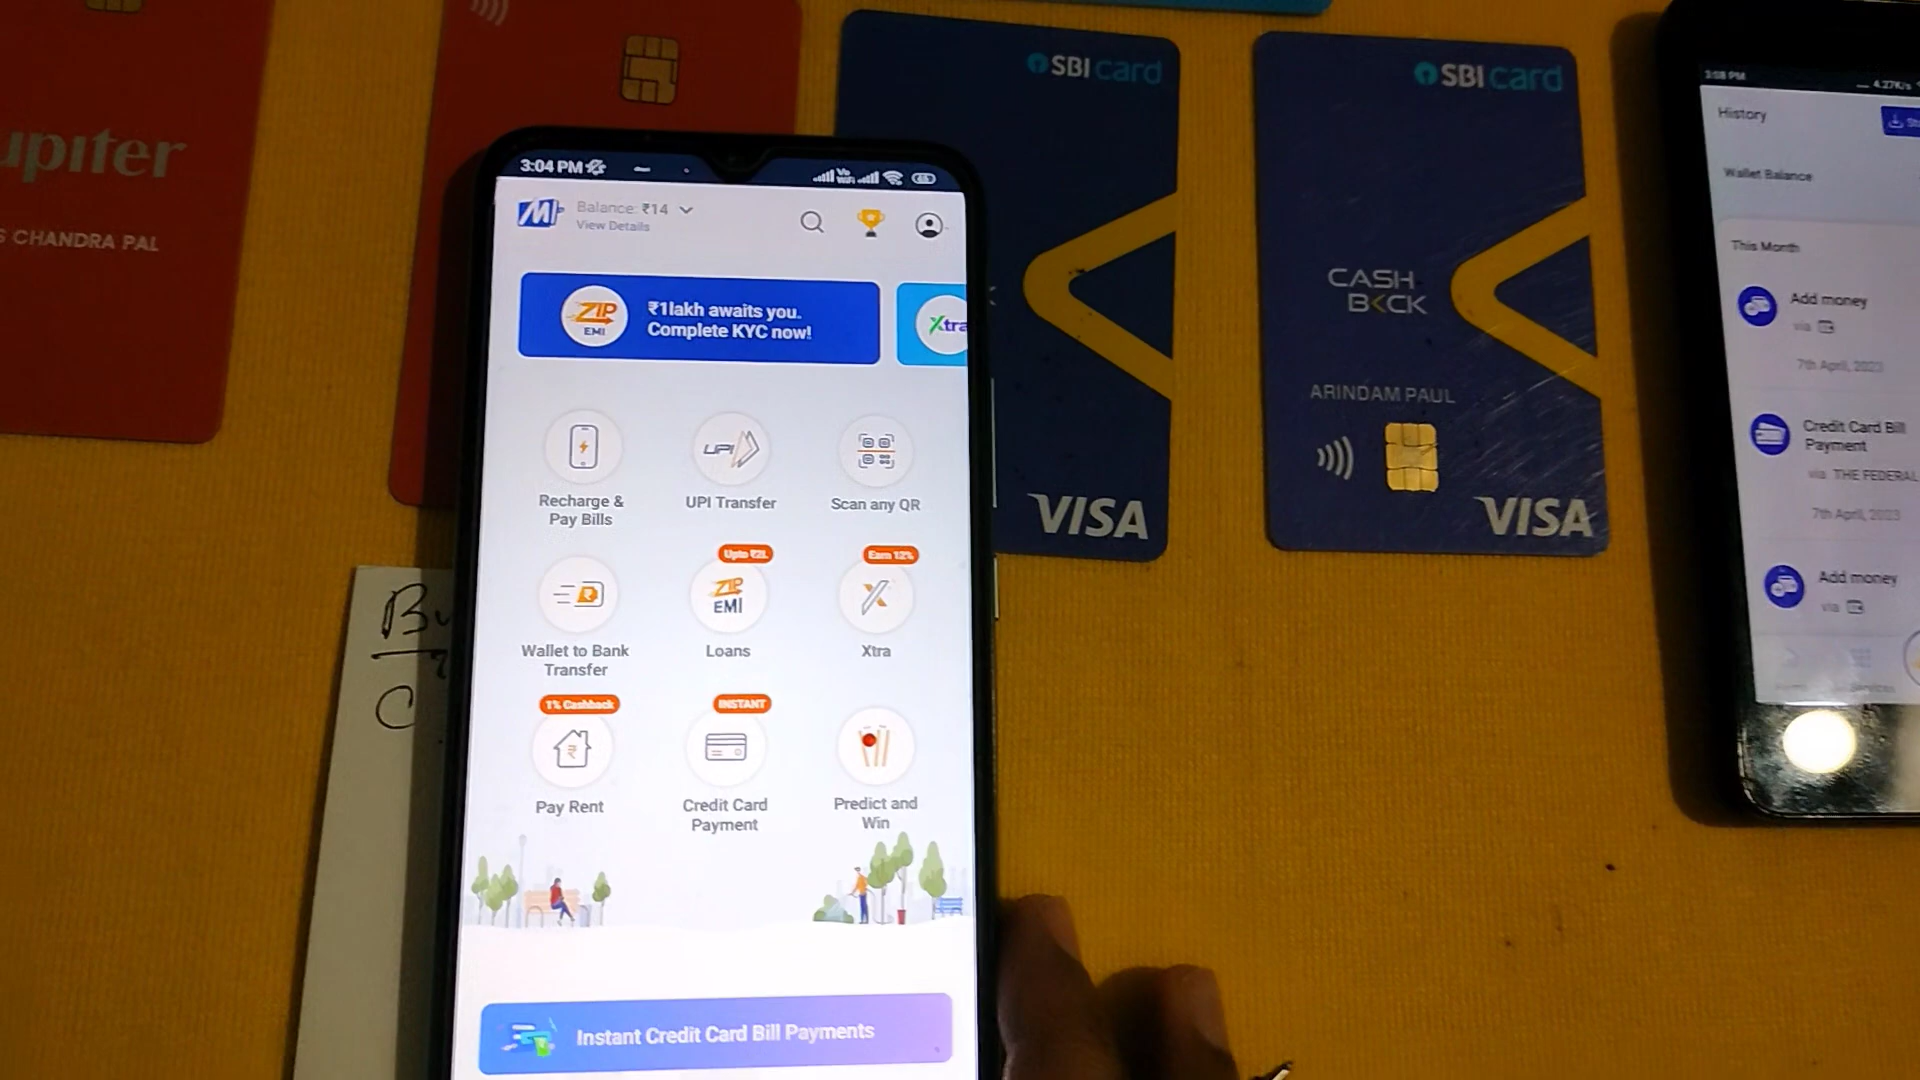 upiter
S CHANDRA PAL
SBI card
VISA
SBI card
CASH
BACK
ARINDAM PAUL
VISA
3:04 PM
Vo
WiFi
Balance: ₹14
View Details
ZIP
EMI
₹1lakh awaits you.
Complete KYC now!
Xtra
Recharge &
Pay Bills
UPI
UPI Transfer
Scan any QR
Wallet to Bank
Transfer
Upto ₹2L
ZIP
EMI
Loans
Earn 12%
Xtra
1% Cashback
Pay Rent
INSTANT
Credit Card
Payment
Predict and
Win
Instant Credit Card Bill Payments
3:08 PM
4.27K/s
History
Wallet Balance
This Month
Add money
via
7th April, 2023
Credit Card Bill
Payment
via THE FEDERAL
7th April, 2023
Add money
via